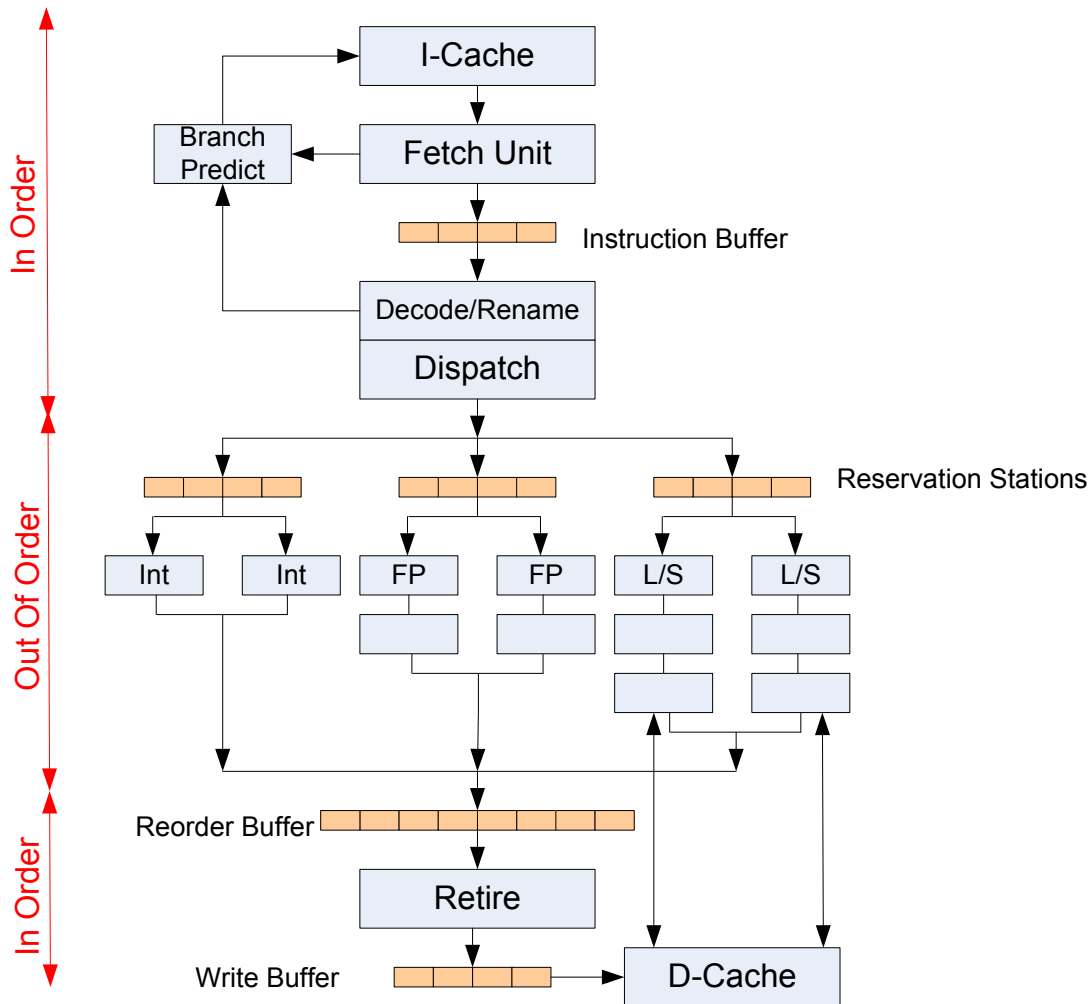 I-Cache
Branch
Predict
Fetch Unit
Instruction Buffer
Decode/Rename
Dispatch
In Order
Reservation Stations
Int
Int
FP
FP
L/S
L/S
Out Of Order
Reorder Buffer
Retire
Write Buffer
D-Cache
In Order